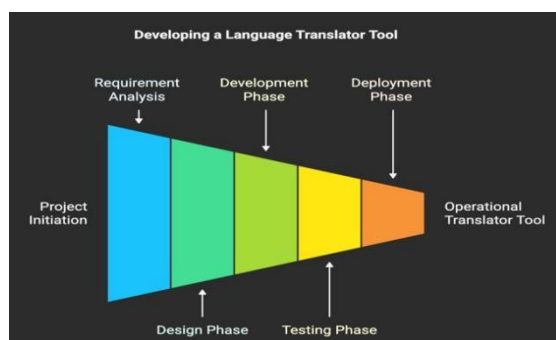 Developing a Language Translator Tool
Requirement
Analysis
Development
Phase
Deployment
Phase
Project
Initiation
Operational
Translator Tool
Design Phase
Testing Phase